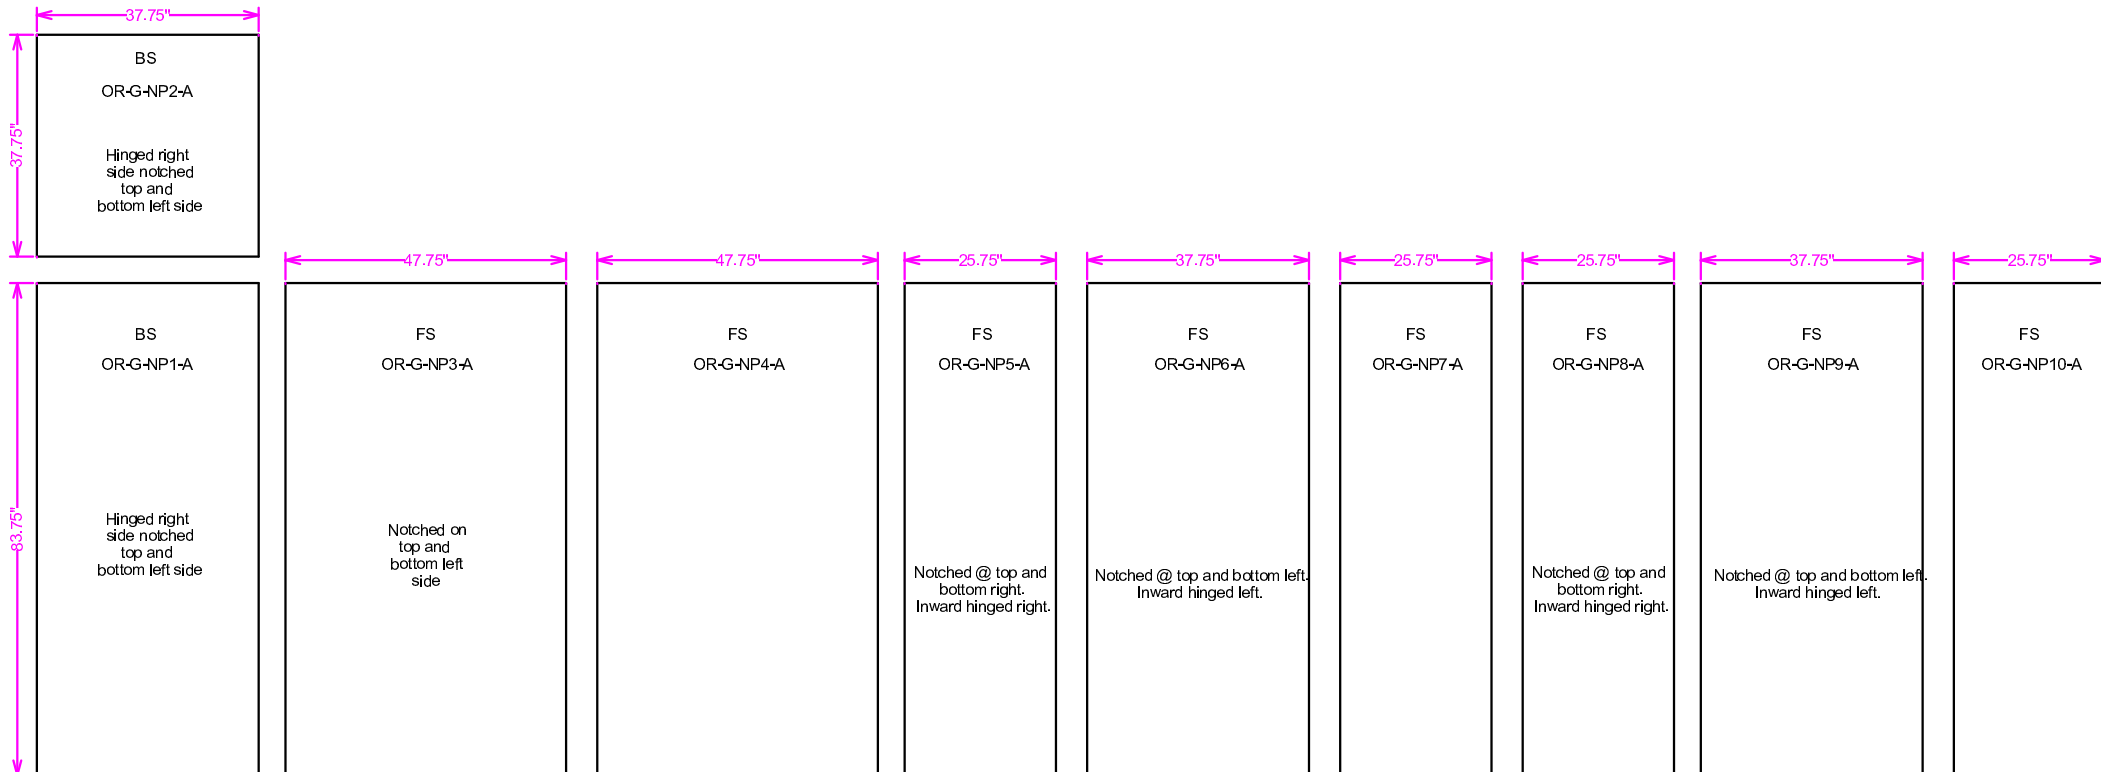 37.75"
37.75"
BS
OR-G-NP2-A
Hinged right
side notched
top and
bottom left side
47.75"
47.75"
25.75"
37.75"
25.75"
25.75"
37.75"
25.75"
83.75"
BS
OR-G-NP1-A
Hinged right
side notched
top and
bottom left side
FS
OR-G-NP3-A
Notched on
top and
bottom left
side
FS
OR-G-NP4-A
FS
OR-G-NP5-A
Notched @ top and
bottom right.
Inward hinged right.
FS
OR-G-NP6-A
Notched @ top and bottom left.
Inward hinged left.
FS
OR-G-NP7-A
FS
OR-G-NP8-A
Notched @ top and
bottom right.
Inward hinged right.
FS
OR-G-NP9-A
Notched @ top and bottom left.
Inward hinged left.
FS
OR-G-NP10-A